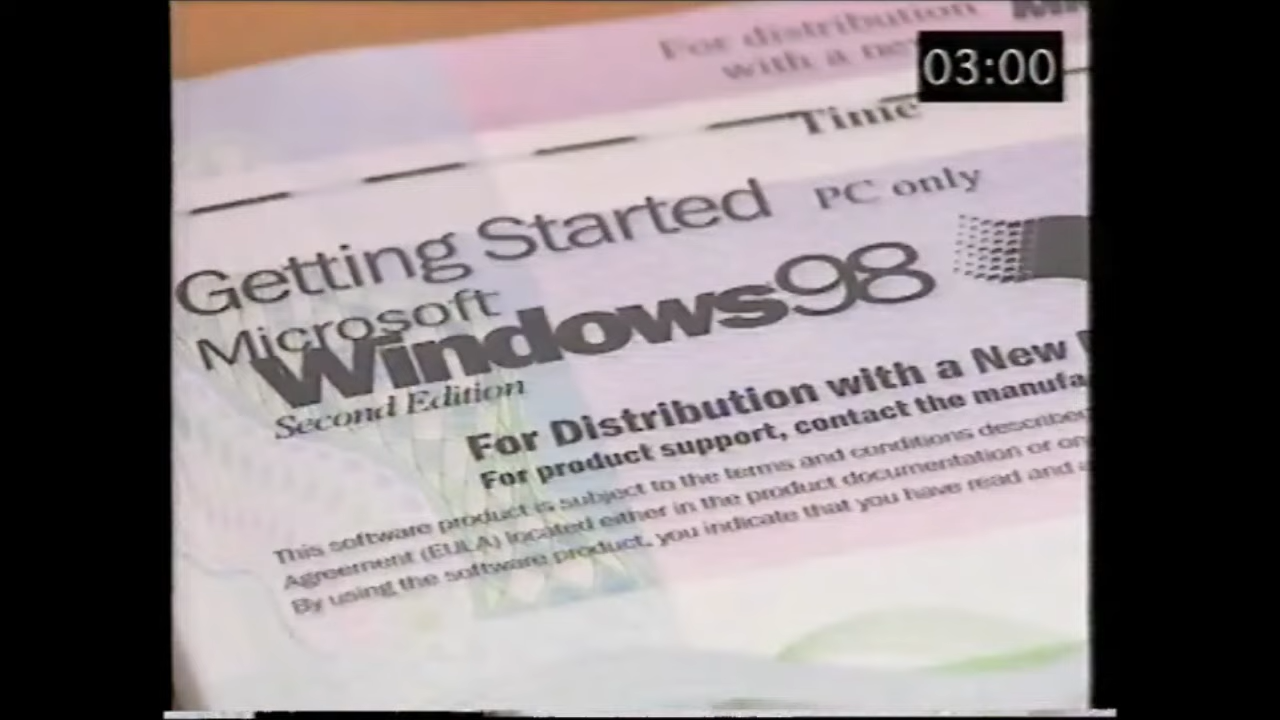 For distribution
with a new
03:00
Time
Getting Started PC only
Microsoft
Windows98
Second Edition
For Distribution with a New
For product support, contact the manufa
This software product is subject to the terms and conditions described
Agreement (EULA) located either in the product documentation or on
By using the software product, you indicate that you have read and